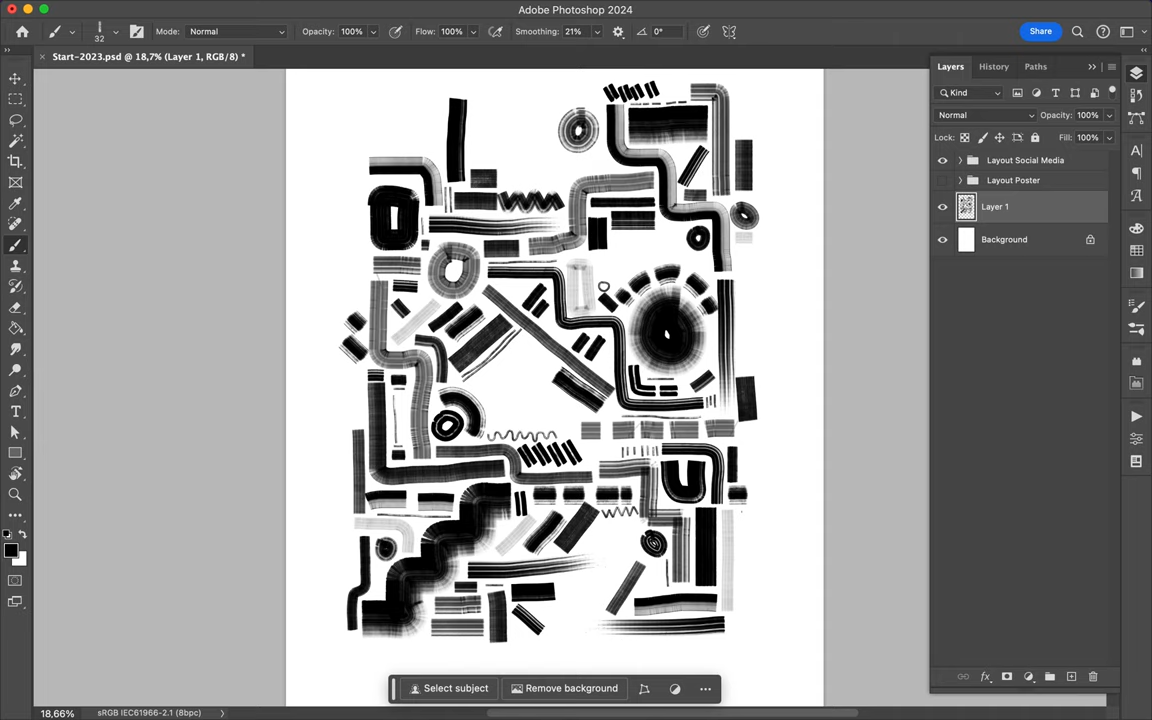 Adobe Photoshop 2024
32
Mode:
Normal
Opacity: 100%
Flow: 100%
Smoothing: 21%
0°
Share
Start-2023.psd @ 18,7% (Layer 1, RGB/8) *
Layers
History
Paths
Kind
Normal
Opacity: 100%
Lock:
Fill: 100%
Layout Social Media
Layout Poster
Layer 1
Background
Select subject
Remove background
18,66%
sRGB IEC61966-2.1 (8bpc)